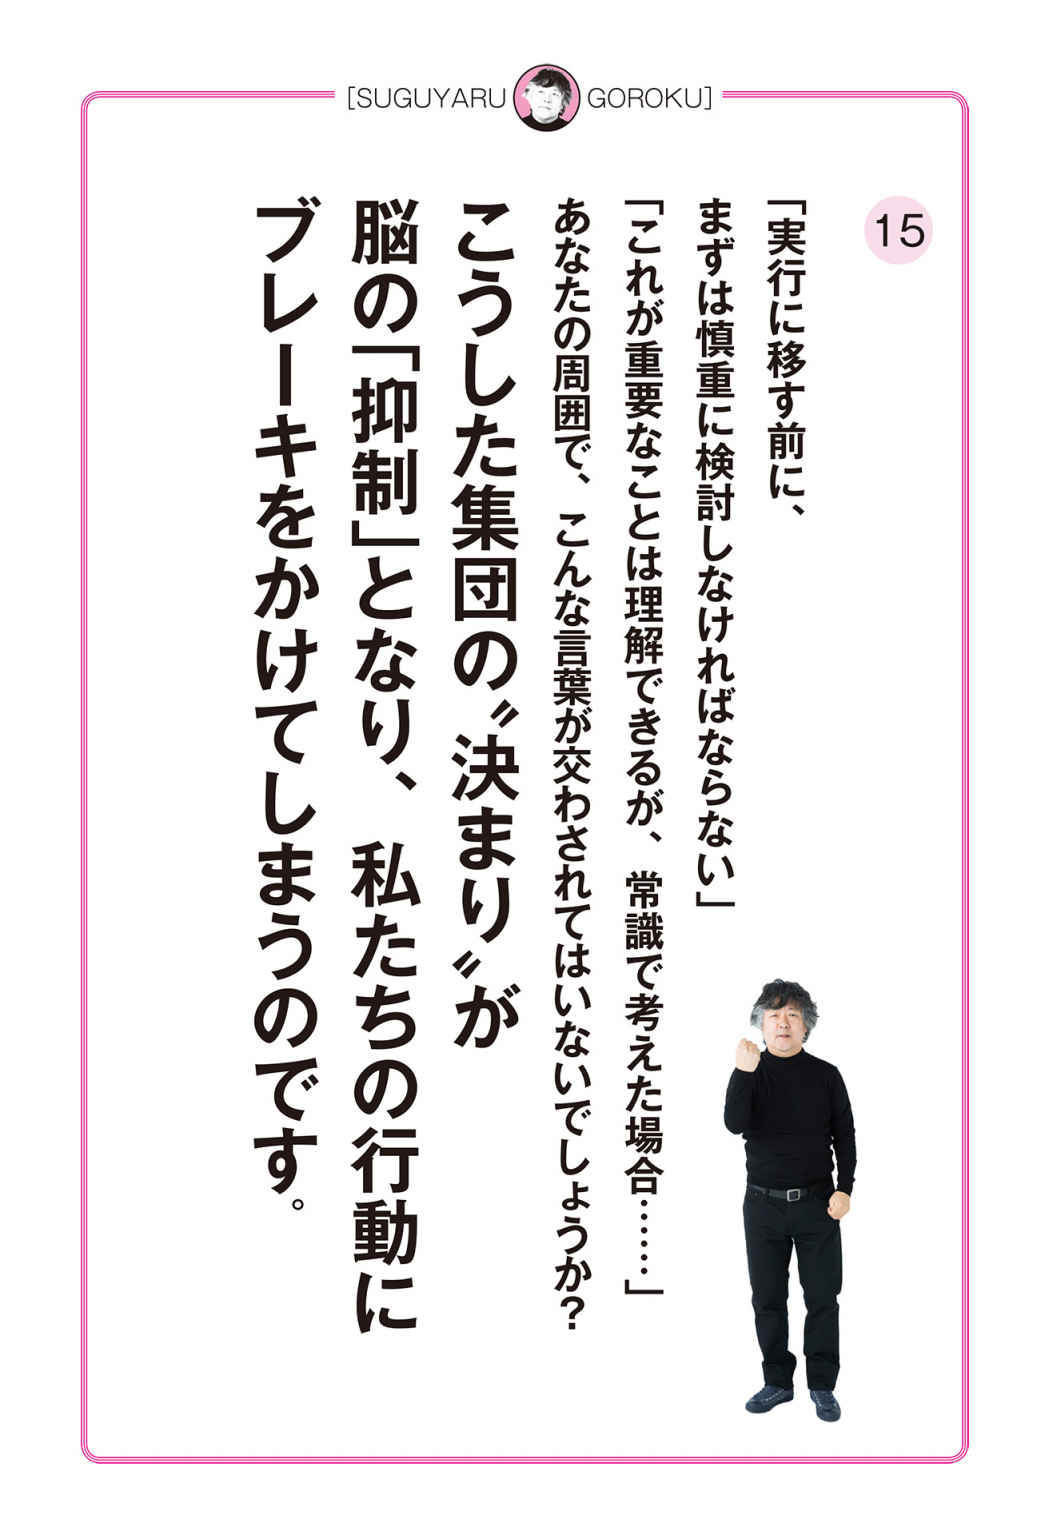 [SUGUYARU GOROKU]
15
「実行に移す前に、
まずは慎重に検討しなければならない」
「これが重要なことは理解できるが、常識で考えた場合……」
あなたの周囲で、こんな言葉が交わされてはいないでしょうか？
こうした集団の〝決まり〟が
脳の「抑制」となり、私たちの行動に
ブレーキをかけてしまうのです。